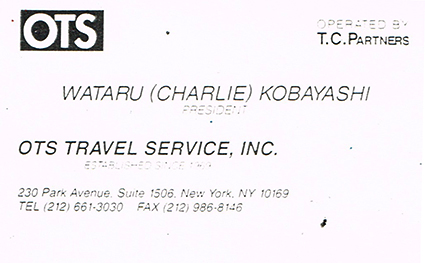 OTS
OPERATED BY
T.C. PARTNERS
WATARU (CHARLIE) KOBAYASHI
PRESIDENT
OTS TRAVEL SERVICE, INC.
ESTABLISHED SINCE
230 Park Avenue, Suite 1506, New York, NY 10169
TEL (212) 661-3030 FAX (212) 986-8146